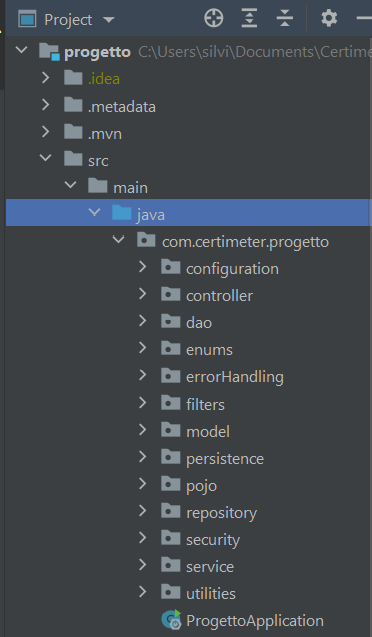 Project
progetto C:\Users\silvi\Documents\Certime
.idea
.metadata
.mvn
src
main
java
com.certimeter.progetto
configuration
controller
dao
enums
errorHandling
filters
model
persistence
pojo
repository
security
service
utilities
ProgettoApplication